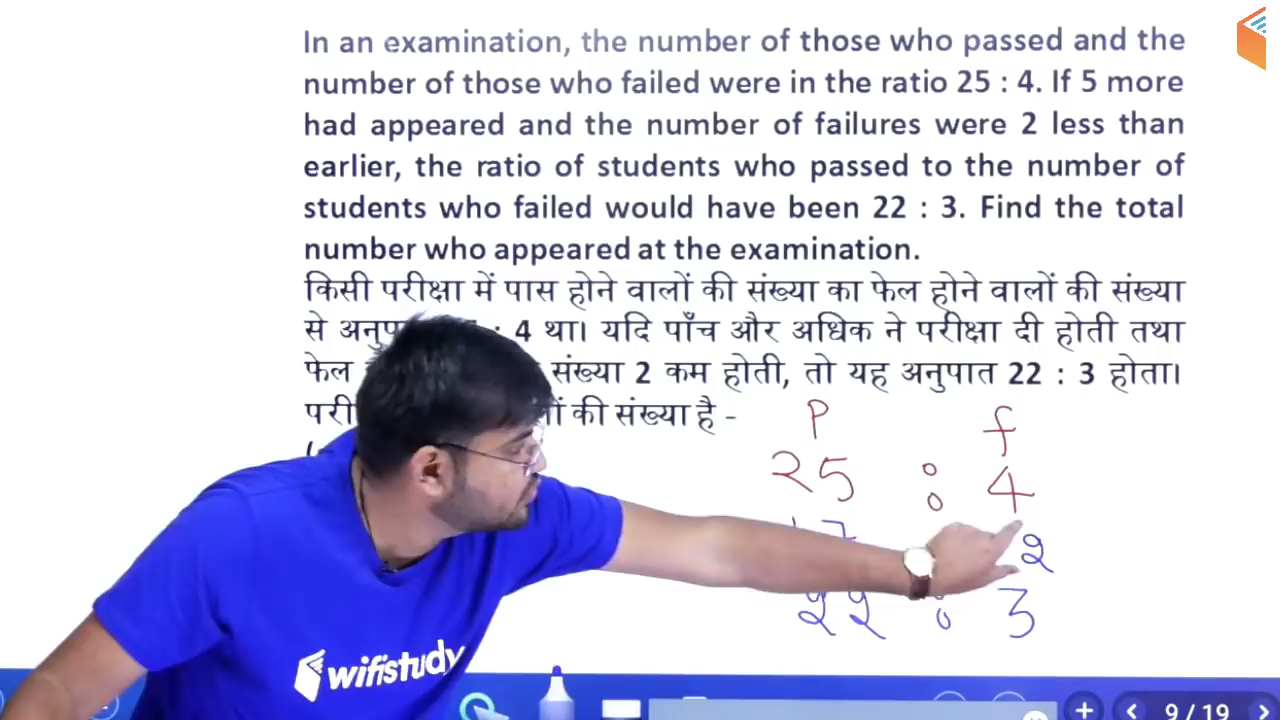 In an examination, the number of those who passed and the
number of those who failed were in the ratio 25 : 4. If 5 more
had appeared and the number of failures were 2 less than
earlier, the ratio of students who passed to the number of
students who failed would have been 22 : 3. Find the total
number who appeared at the examination.
किसी परीक्षा में पास होने वालों की संख्या का फेल होने वालों की संख्या
से : 4 था। यदि पाँच और अधिक ने परीक्षा दी होती तथा
फेल संख्या 2 कम होती, तो यह अनुपात 22 : 3 होता।
की संख्या है -
P f
25 : 4
7 2
22 : 3
wifistudy
9 / 19